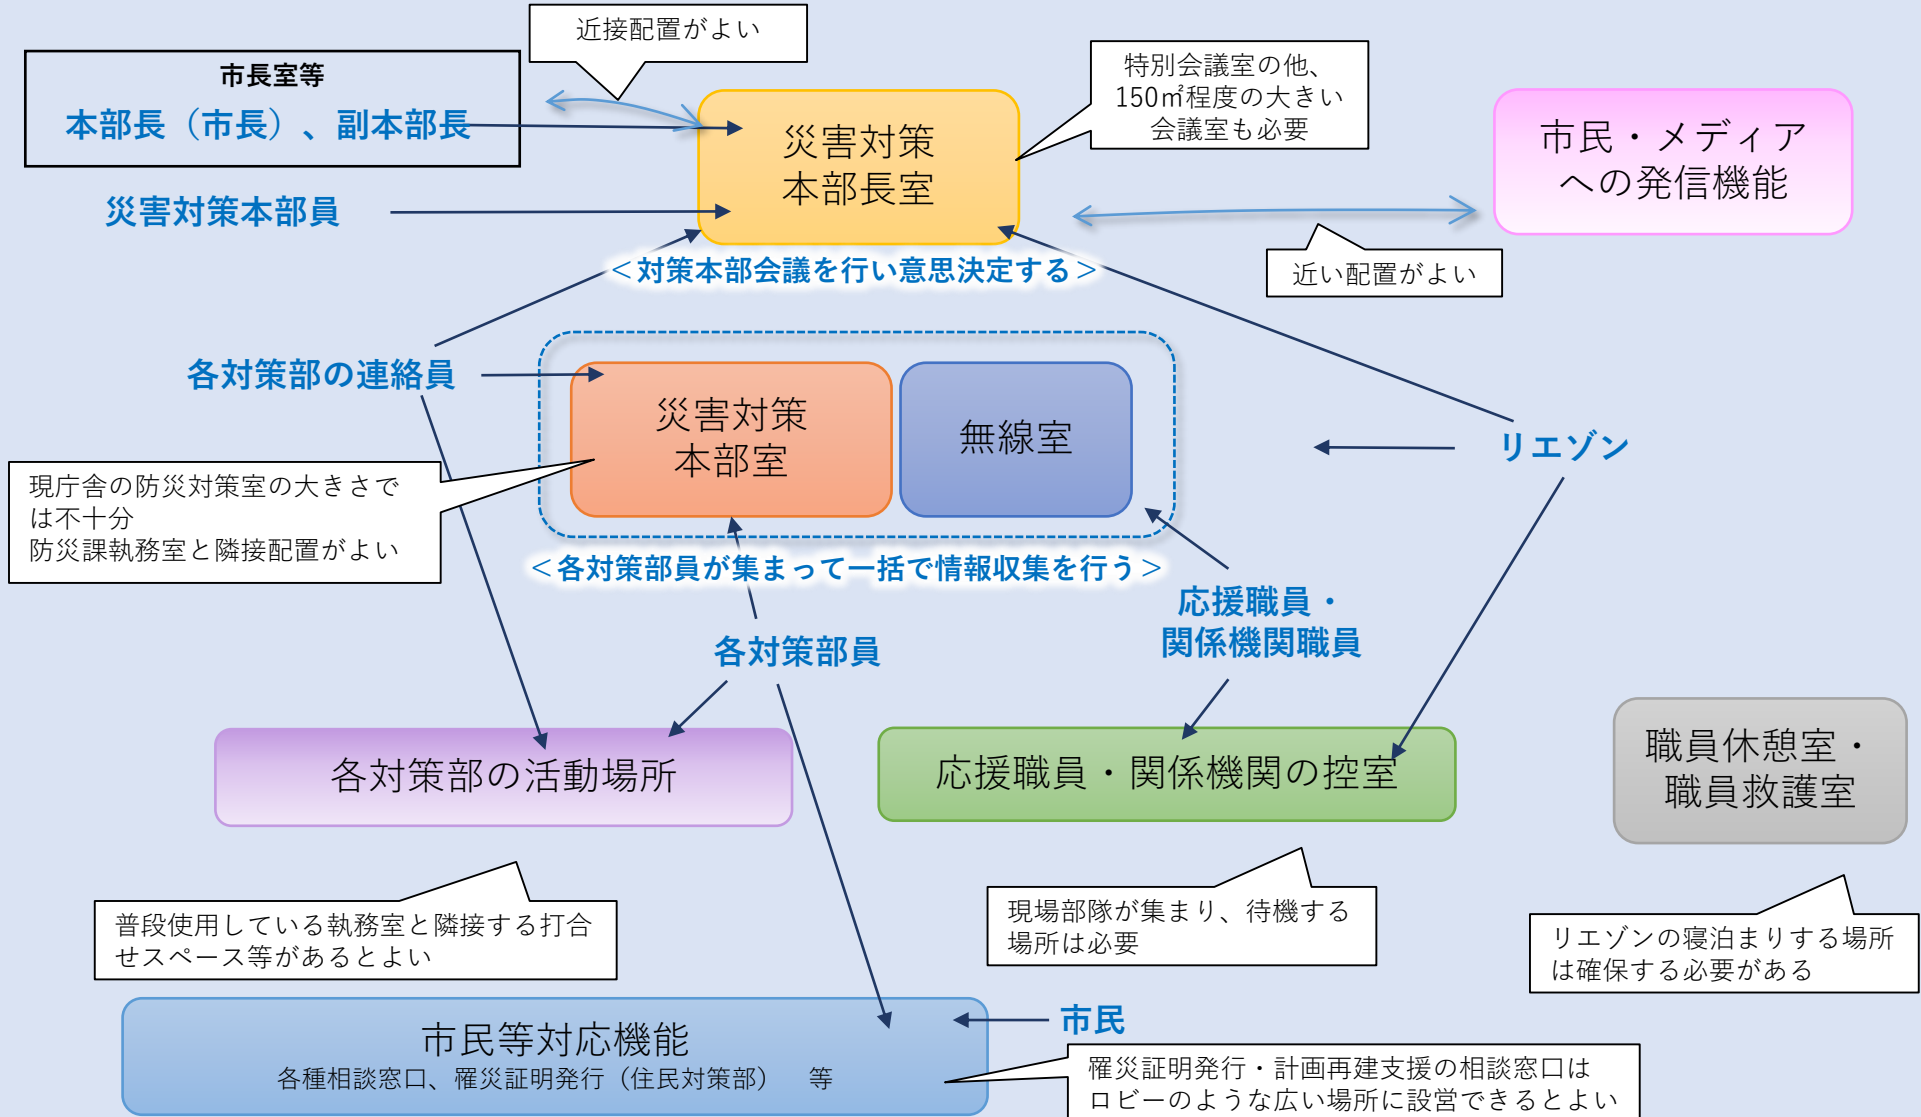 近接配置がよい
市長室等
本部長（市長）、副本部長
特別会議室の他、
150㎡程度の大きい
会議室も必要
災害対策
本部長室
市民・メディア
への発信機能
災害対策本部員
＜対策本部会議を行い意思決定する＞
近い配置がよい
各対策部の連絡員
災害対策
本部室
無線室
リエゾン
現庁舎の防災対策室の大きさで
は不十分
防災課執務室と隣接配置がよい
＜各対策部員が集まって一括で情報収集を行う＞
応援職員・
関係機関職員
各対策部員
各対策部の活動場所
応援職員・関係機関の控室
職員休憩室・
職員救護室
普段使用している執務室と隣接する打合
せスペース等があるとよい
現場部隊が集まり、待機する
場所は必要
リエゾンの寝泊まりする場所
は確保する必要がある
市民等対応機能
各種相談窓口、罹災証明発行（住民対策部）　等
市民
罹災証明発行・計画再建支援の相談窓口は
ロビーのような広い場所に設営できるとよい